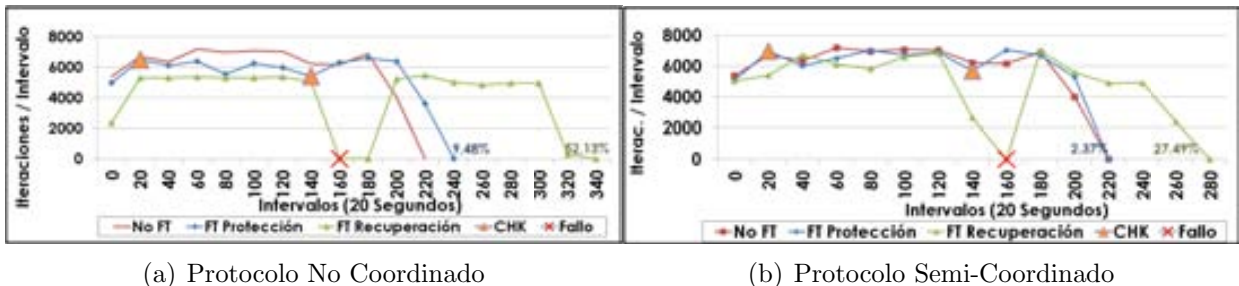 8000
6000
4000
2000
0
Iteraciones / Intervalo
9.48%
52.13%
0 20 40 60 80 100 120 140 160 180 200 220 240 260 280 300 320 340
Intervalos (20 Segundos)
No FT FT Protección FT Recuperación CHK Fallo
(a) Protocolo No Coordinado
8000
6000
4000
2000
0
Iterac. / Intervalo
2.37%
27.49%
0 20 40 60 80 100 120 140 160 180 200 220 240 260 280
Intervalos (20 Segundos)
No FT FT Protección FT Recuperación CHK Fallo
(b) Protocolo Semi-Coordinado